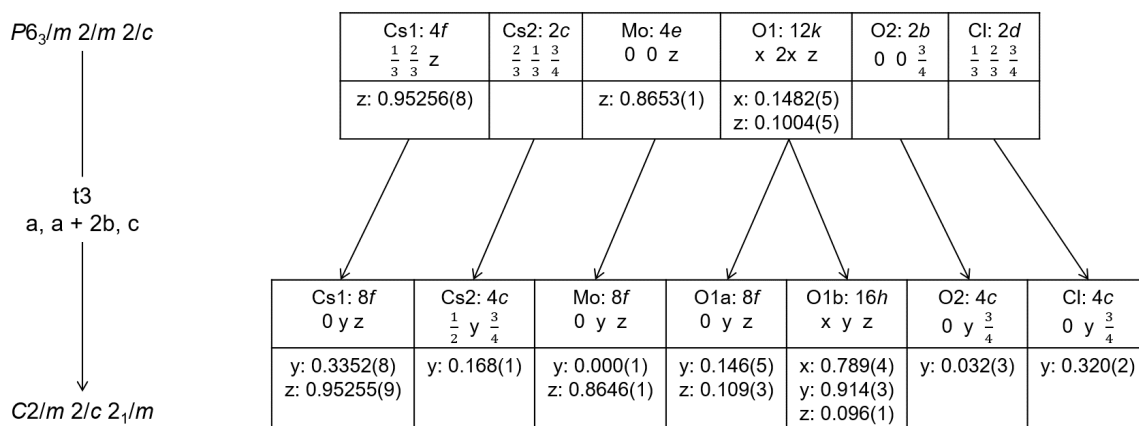 P6₃/m 2/m 2/c
Cs1: 4f
1/3 2/3 z
Cs2: 2c
2/3 1/3 3/4
Mo: 4e
0 0 z
O1: 12k
x 2x z
O2: 2b
0 0 3/4
Cl: 2d
1/3 2/3 3/4
z: 0.95256(8)
z: 0.8653(1)
x: 0.1482(5)
z: 0.1004(5)
t3
a, a + 2b, c
Cs1: 8f
0 y z
Cs2: 4c
1/2 y 3/4
Mo: 8f
0 y z
O1a: 8f
0 y z
O1b: 16h
x y z
O2: 4c
0 y 3/4
Cl: 4c
0 y 3/4
y: 0.3352(8)
z: 0.95255(9)
y: 0.168(1)
y: 0.000(1)
z: 0.8646(1)
y: 0.146(5)
z: 0.109(3)
x: 0.789(4)
y: 0.914(3)
z: 0.096(1)
y: 0.032(3)
y: 0.320(2)
C2/m 2/c 2₁/m